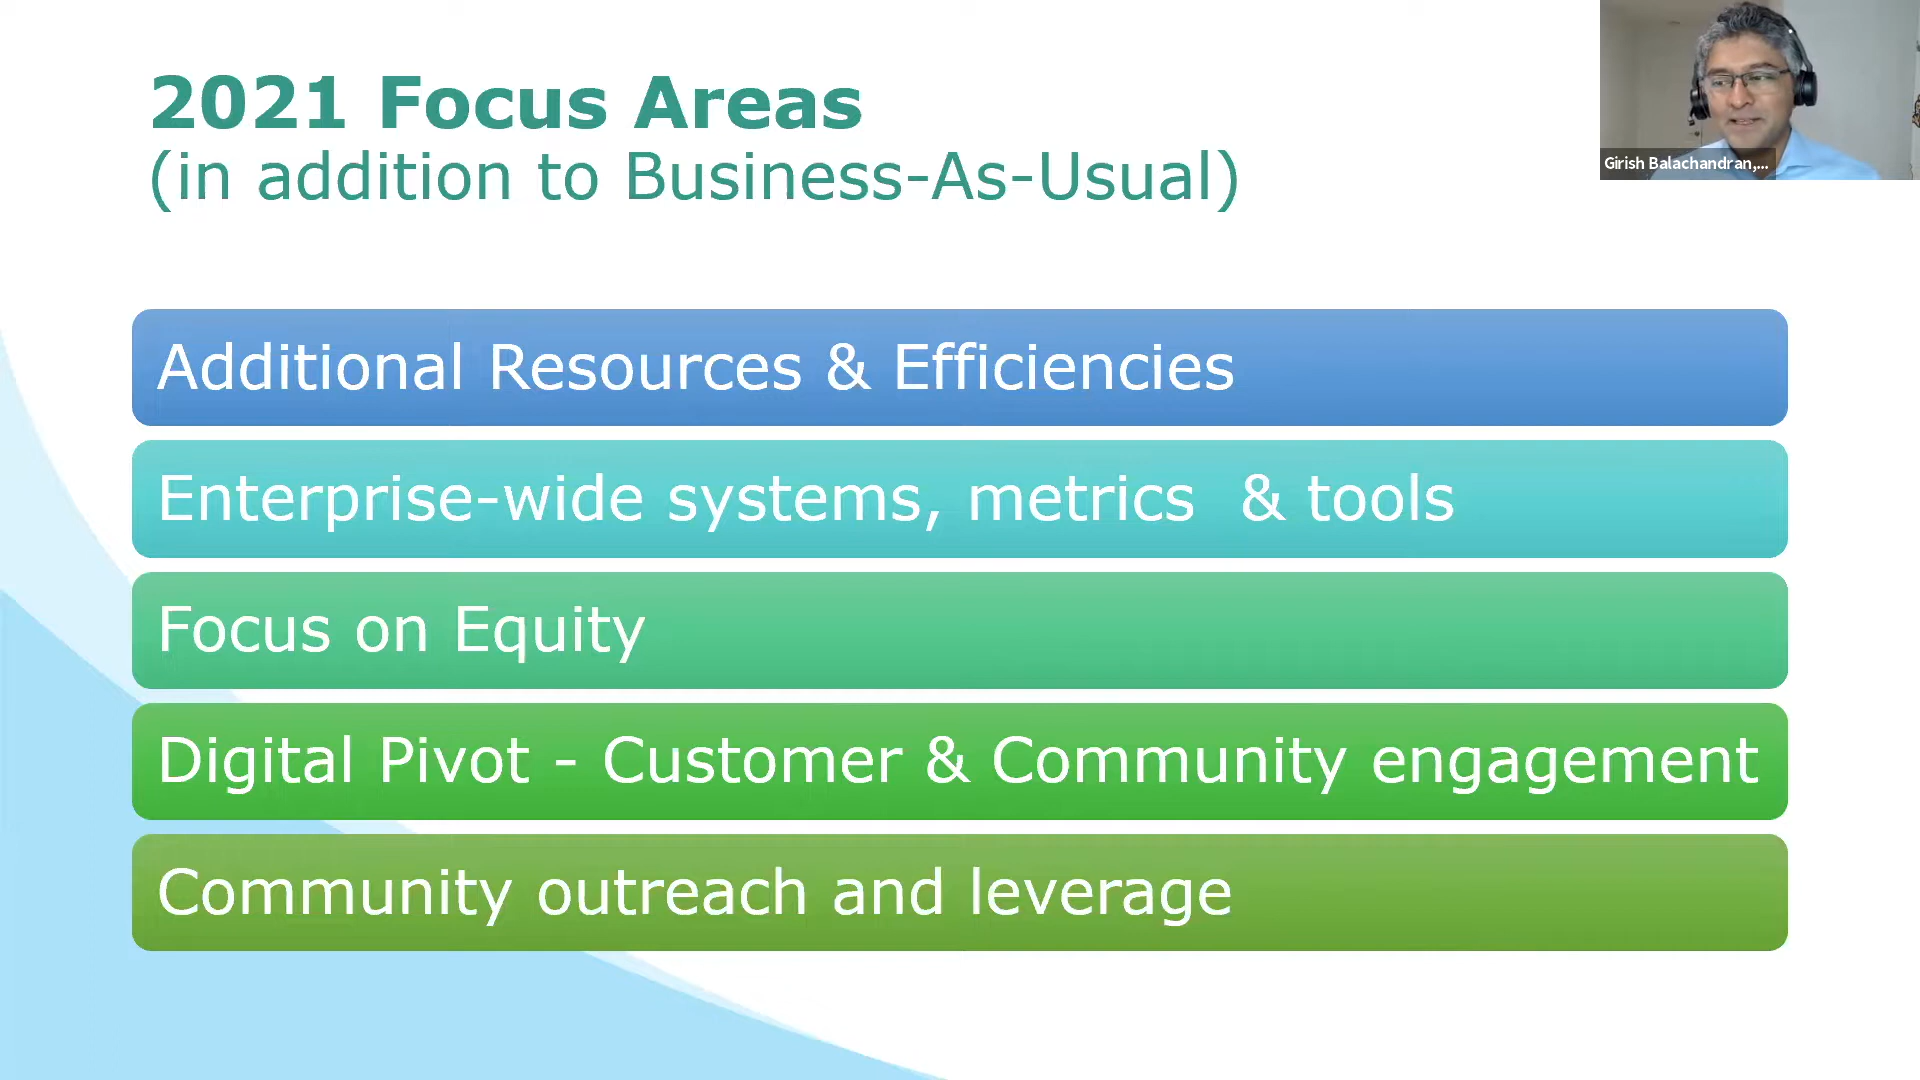 2021 Focus Areas
(in addition to Business-As-Usual)
Girish Balachandran,...
Additional Resources & Efficiencies
Enterprise-wide systems, metrics  & tools
Focus on Equity
Digital Pivot - Customer & Community engagement
Community outreach and leverage